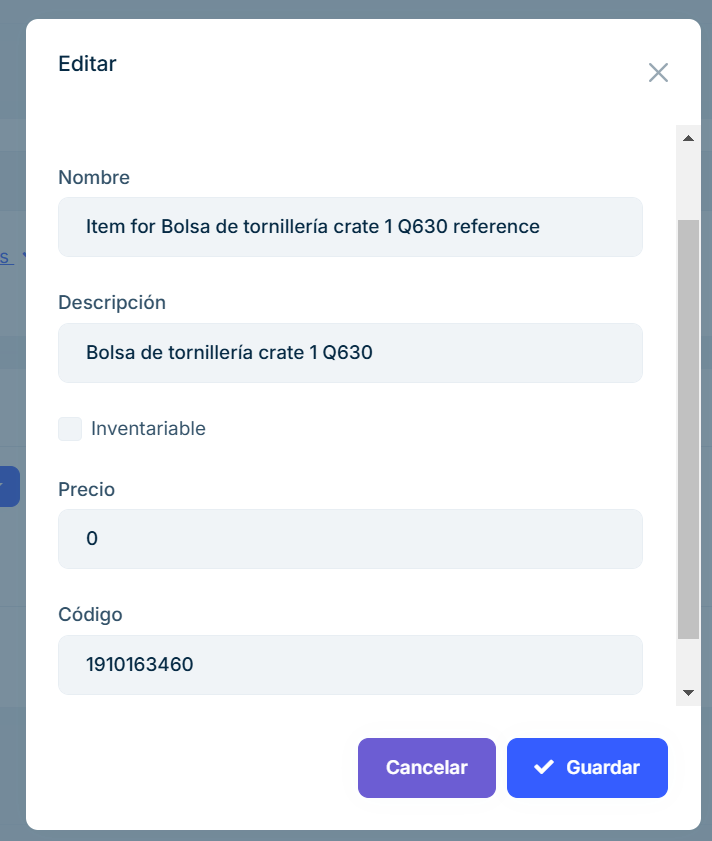 Editar
Nombre
Item for Bolsa de tornillería crate 1 Q630 reference
s
Descripción
Bolsa de tornillería crate 1 Q630
Inventariable
Precio
0
Código
1910163460
Cancelar
Guardar